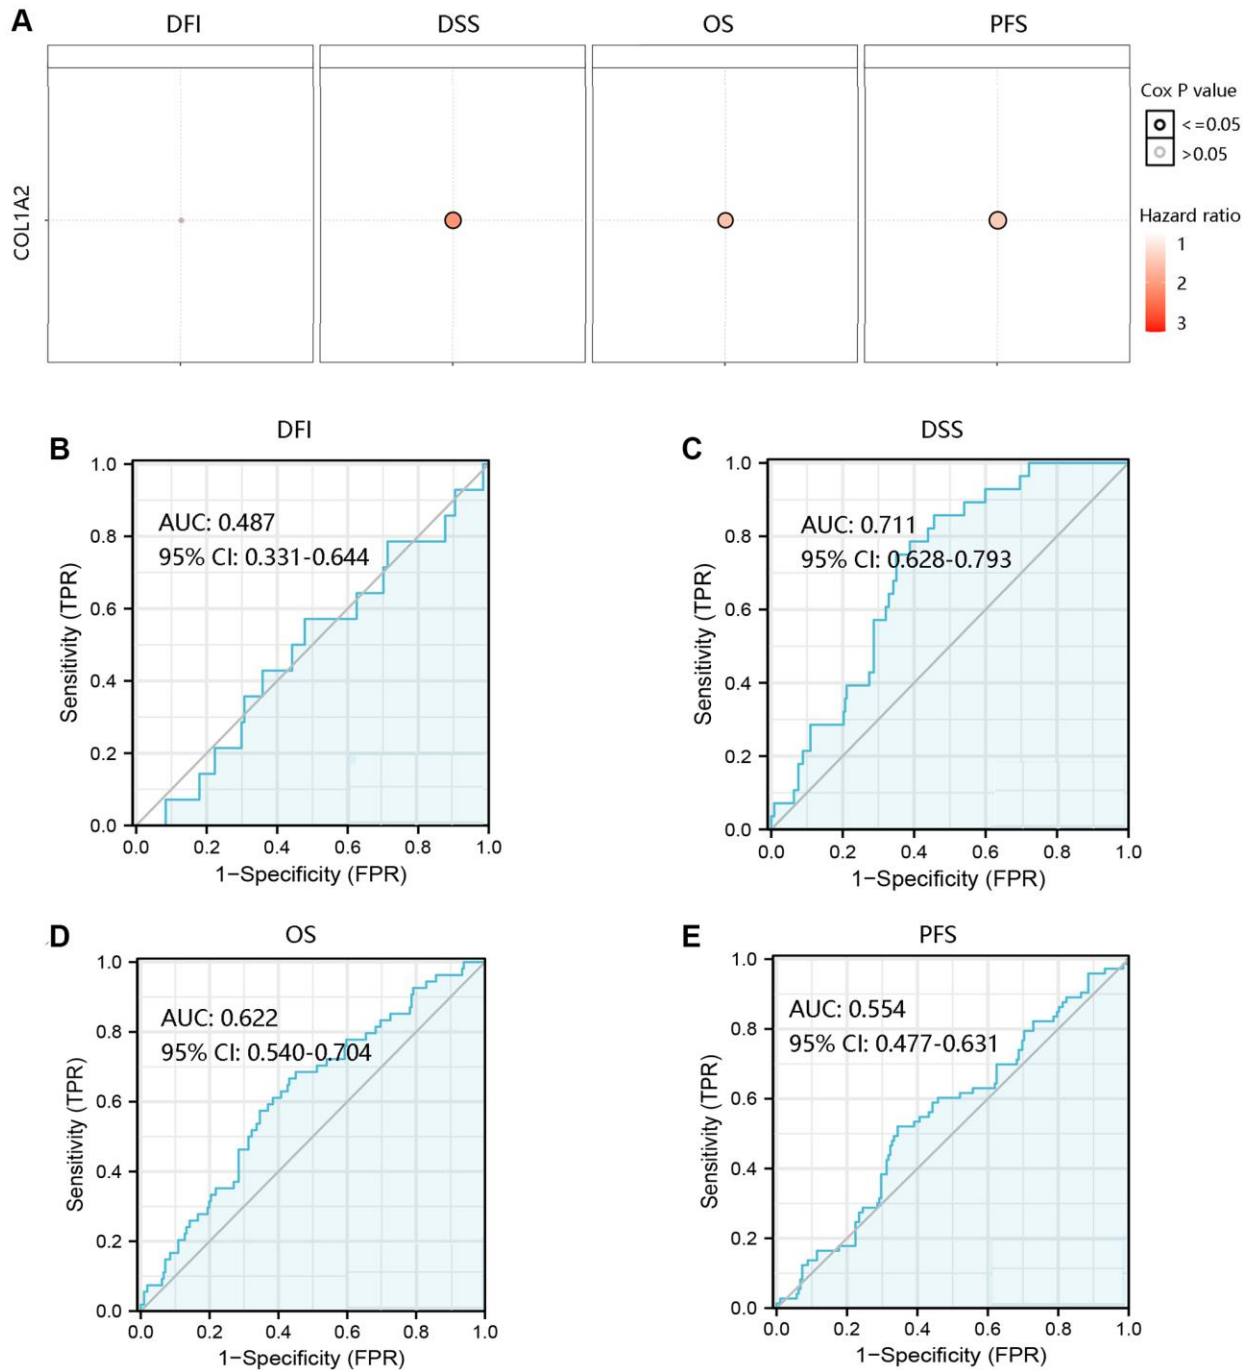 A
DFI DSS OS PFS
COL1A2
Cox P value
<=0.05
>0.05
Hazard ratio
1
2
3
B
DFI
AUC: 0.487
95% CI: 0.331-0.644
1.0
0.8
0.6
0.4
0.2
0.0
Sensitivity (TPR)
0.0 0.2 0.4 0.6 0.8 1.0
1−Specificity (FPR)
C
DSS
AUC: 0.711
95% CI: 0.628-0.793
1.0
0.8
0.6
0.4
0.2
0.0
Sensitivity (TPR)
0.0 0.2 0.4 0.6 0.8 1.0
1−Specificity (FPR)
D
OS
AUC: 0.622
95% CI: 0.540-0.704
1.0
0.8
0.6
0.4
0.2
0.0
Sensitivity (TPR)
0.0 0.2 0.4 0.6 0.8 1.0
1−Specificity (FPR)
E
PFS
AUC: 0.554
95% CI: 0.477-0.631
1.0
0.8
0.6
0.4
0.2
0.0
Sensitivity (TPR)
0.0 0.2 0.4 0.6 0.8 1.0
1−Specificity (FPR)